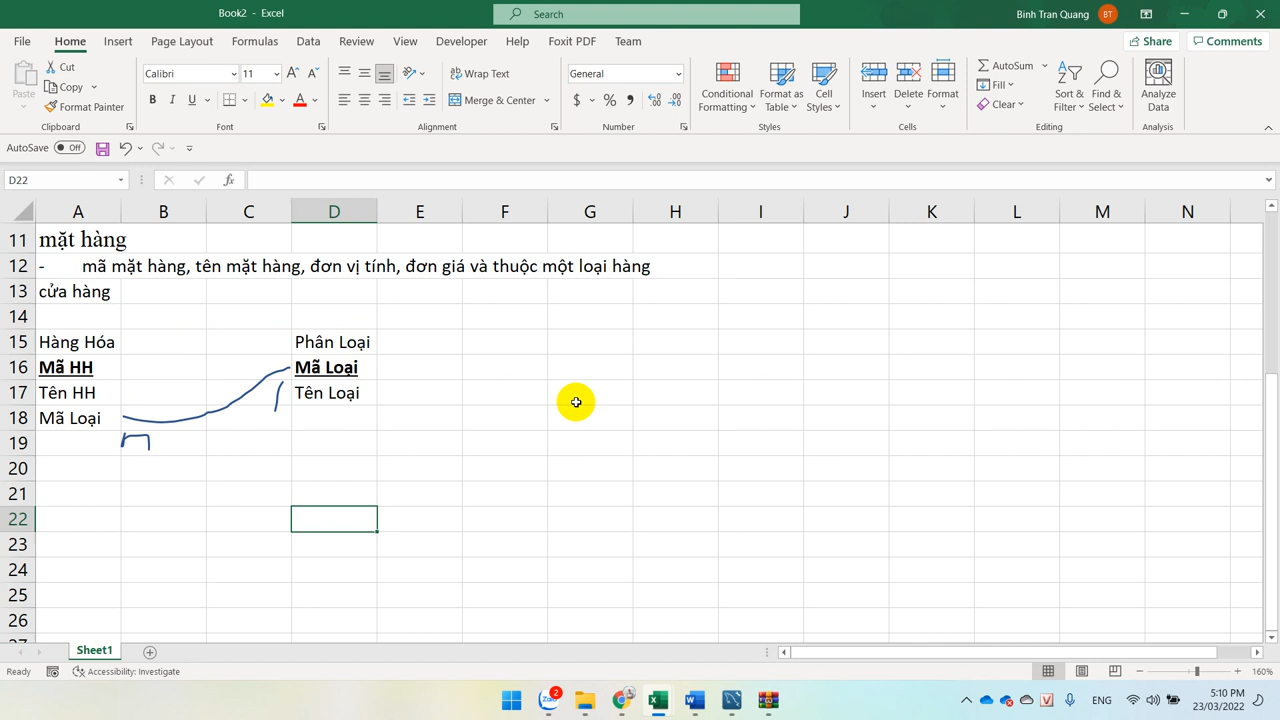 Book2 - Excel
Search
Binh Tran Quang
BT
File Home Insert Page Layout Formulas Data Review View Developer Help Foxit PDF Team
Share
Comments
Paste
Cut
Copy
Format Painter
Clipboard
Calibri
11
B I U
Font
Wrap Text
Merge & Center
Alignment
General
$ % ,
Number
Conditional Formatting
Format as Table
Cell Styles
Styles
Insert
Delete
Format
Cells
AutoSum
Fill
Clear
Sort & Filter
Find & Select
Editing
Analyze Data
Analysis
AutoSave Off
D22
fx
A B C D E F G H I J K L M N
11 mặt hàng
12 - mã mặt hàng, tên mặt hàng, đơn vị tính, đơn giá và thuộc một loại hàng
13 cửa hàng
14
15 Hàng Hóa Phân Loại
16 Mã HH Mã Loại
17 Tên HH Tên Loại
18 Mã Loại
19
20
21
22
23
24
25
26
27
Sheet1
Ready
Accessibility: Investigate
160%
2
ENG
5:10 PM
23/03/2022